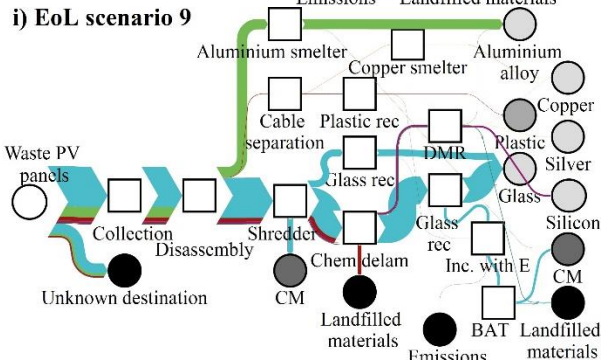 Emissions
Landfilled materials
i) EoL scenario 9
Aluminium smelter
Copper smelter
Aluminium
alloy
Copper
Cable
separation
Plastic rec
Plastic
Silver
Waste PV
panels
DMR
Glass rec
Glass
Silicon
Collection
Disassembly
Shredder
Chem delam
Glass
rec
Inc. with E
CM
Unknown destination
CM
Landfilled
materials
Emissions
BAT
Landfilled
materials